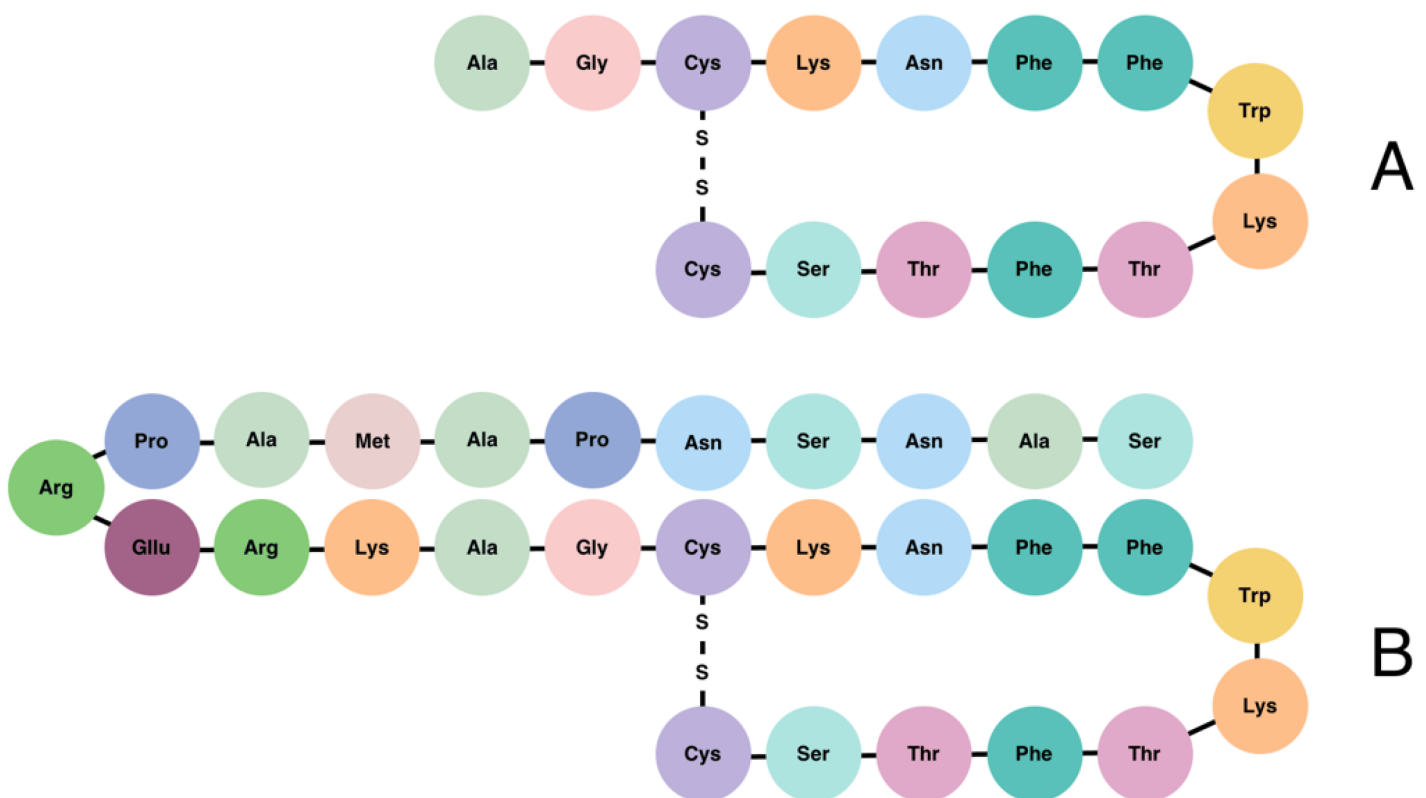 Ala Gly Cys Lys Asn Phe Phe
Trp
A
S
S
Lys
Cys Ser Thr Phe Thr
Pro Ala Met Ala Pro Asn Ser Asn Ala Ser
Arg
Gllu Arg Lys Ala Gly Cys Lys Asn Phe Phe
Trp
S
B
S
Lys
Cys Ser Thr Phe Thr